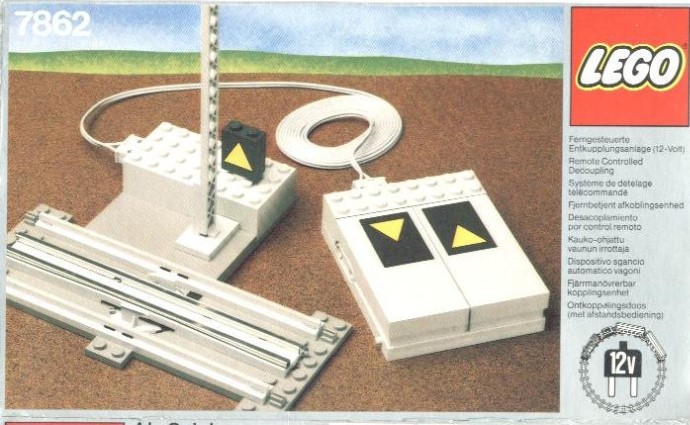 7862
LEGO
Ferngesteuerte
Entkupplungsanlage (12-Volt)
Remote Controlled
Decoupling
Système de dételage
télécommandé
Fjernbetjent afkoblingsenhed
Desacoplamiento
por control remoto
Kauko-ohjattu
vaunun irrottaja
Dispositivo sgancio
automatico vagoni
Fjärrmanövrerbar
kopplingsenhet
Ontkoppelingsdoos
(met afstandsbediening)
12v